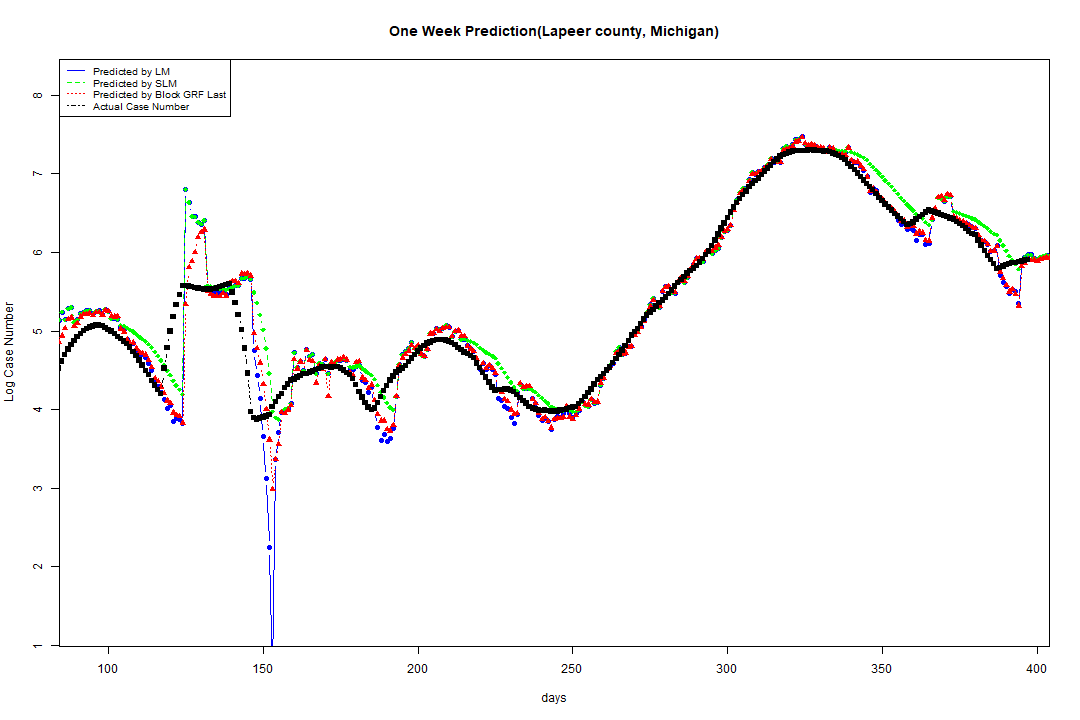 One Week Prediction(Lapeer county, Michigan)
Predicted by LM
Predicted by SLM
Predicted by Block GRF Last
Actual Case Number
Log Case Number
8
7
6
5
4
3
2
1
100 150 200 250 300 350 400
days